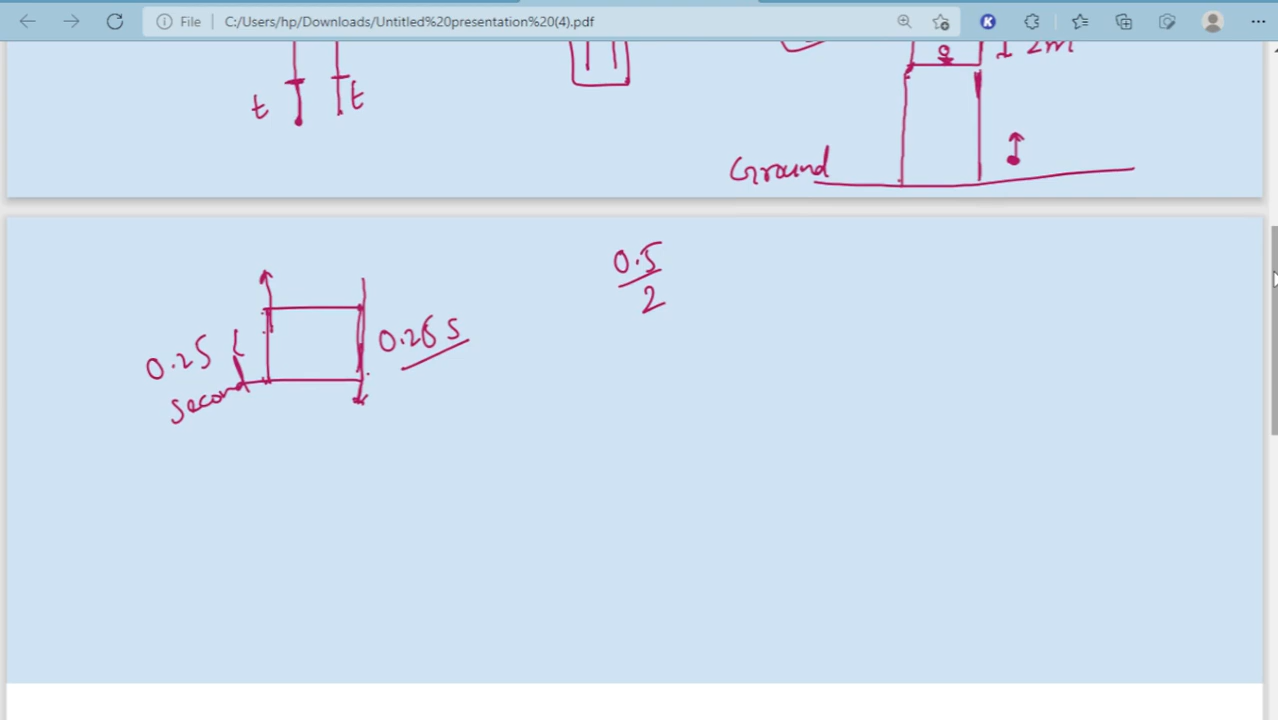 File
C:/Users/hp/Downloads/Untitled%20presentation%20(4).pdf
2m
t
t
Ground
0.5
2
0.25
second
0.25 s